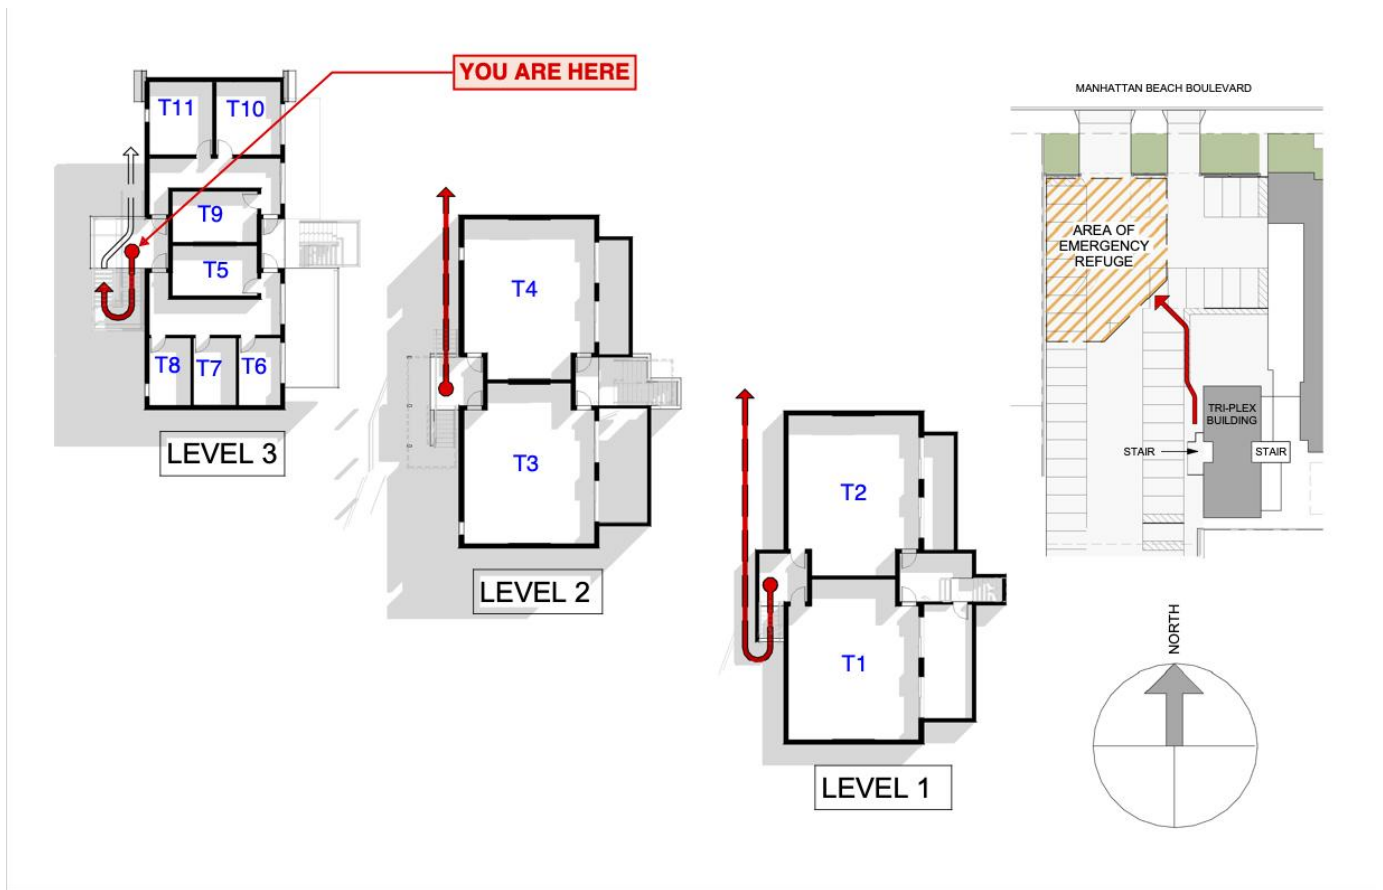 YOU ARE HERE
T11
T10
T9
T5
T8
T7
T6
LEVEL 3
T4
T3
LEVEL 2
T2
T1
LEVEL 1
MANHATTAN BEACH BOULEVARD
AREA OF
EMERGENCY
REFUGE
TRI-PLEX
BUILDING
STAIR
STAIR
NORTH